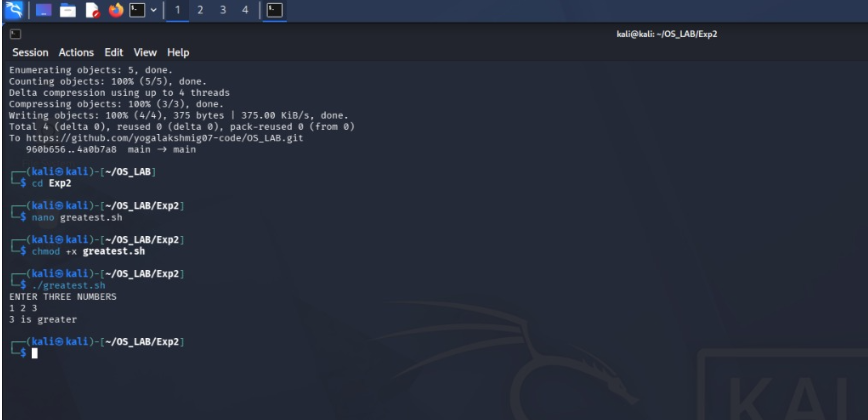 1 2 3 4
kali@kali: ~/OS_LAB/Exp2
Session Actions Edit View Help
Enumerating objects: 5, done.
Counting objects: 100% (5/5), done.
Delta compression using up to 4 threads
Compressing objects: 100% (3/3), done.
Writing objects: 100% (4/4), 375 bytes | 375.00 KiB/s, done.
Total 4 (delta 0), reused 0 (delta 0), pack-reused 0 (from 0)
To https://github.com/yogalakshmig07-code/OS_LAB.git
960b656..4a0b7a8 main → main
┌──(kali㉿kali)-[~/OS_LAB]
└─$ cd Exp2
┌──(kali㉿kali)-[~/OS_LAB/Exp2]
└─$ nano greatest.sh
┌──(kali㉿kali)-[~/OS_LAB/Exp2]
└─$ chmod +x greatest.sh
┌──(kali㉿kali)-[~/OS_LAB/Exp2]
└─$ ./greatest.sh
ENTER THREE NUMBERS
1 2 3
3 is greater
┌──(kali㉿kali)-[~/OS_LAB/Exp2]
└─$
KAL